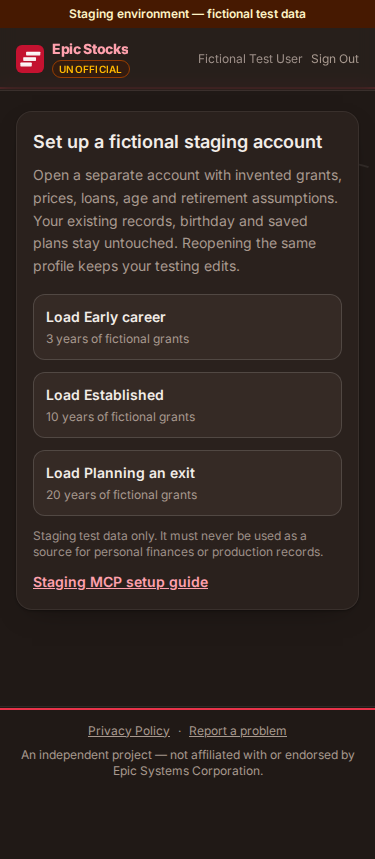 Staging environment — fictional test data
Epic Stocks
UNOFFICIAL
Fictional Test User Sign Out
Set up a fictional staging account
Open a separate account with invented grants,
prices, loans, age and retirement assumptions.
Your existing records, birthday and saved
plans stay untouched. Reopening the same
profile keeps your testing edits.
Load Early career
3 years of fictional grants
Load Established
10 years of fictional grants
Load Planning an exit
20 years of fictional grants
Staging test data only. It must never be used as a
source for personal finances or production records.
Staging MCP setup guide
Privacy Policy · Report a problem
An independent project — not affiliated with or endorsed by
Epic Systems Corporation.